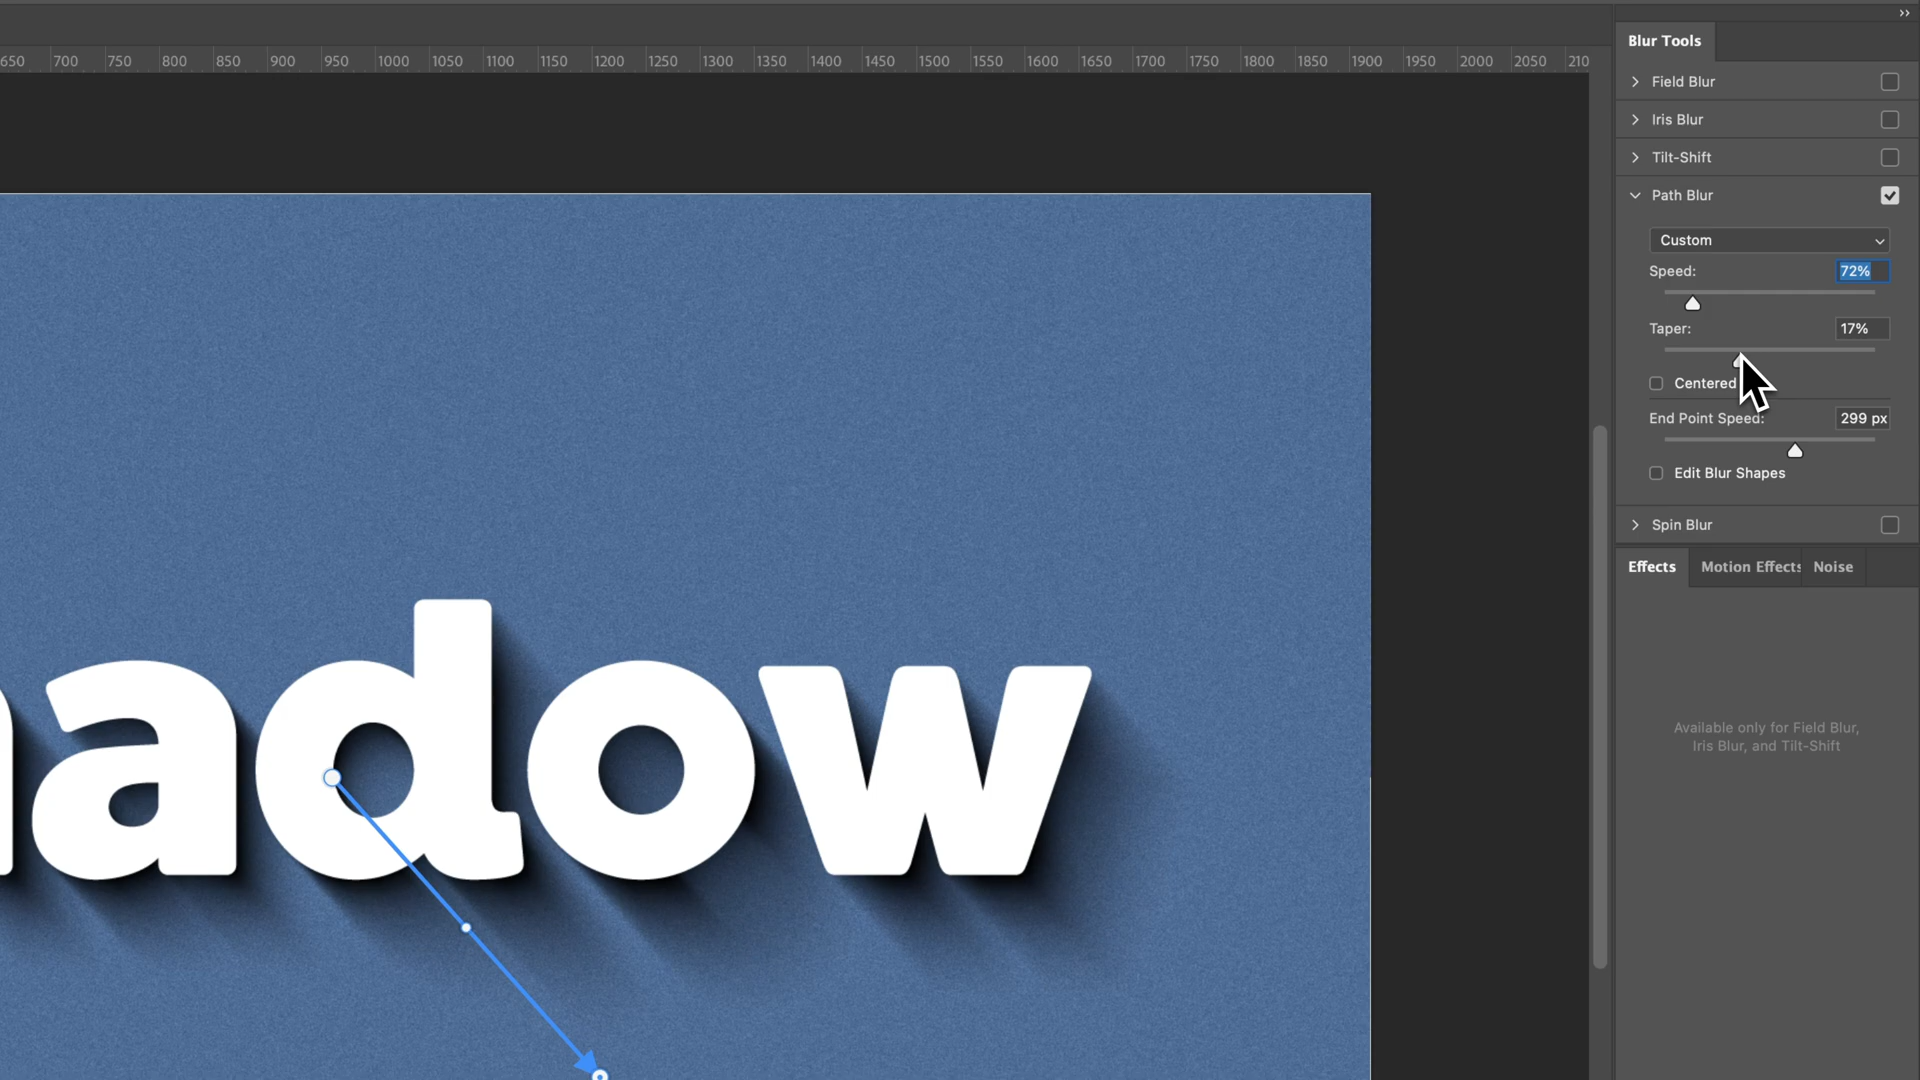 650 700 750 800 850 900 950 1000 1050 1100 1150 1200 1250 1300 1350 1400 1450 1500 1550 1600 1650 1700 1750 1800 1850 1900 1950 2000 2050 210
Blur Tools
Field Blur
Iris Blur
Tilt-Shift
Path Blur
Custom
Speed: 72%
Taper: 17%
Centered
End Point Speed: 299 px
Edit Blur Shapes
Spin Blur
Effects Motion Effects Noise
Available only for Field Blur,
Iris Blur, and Tilt-Shift
adow